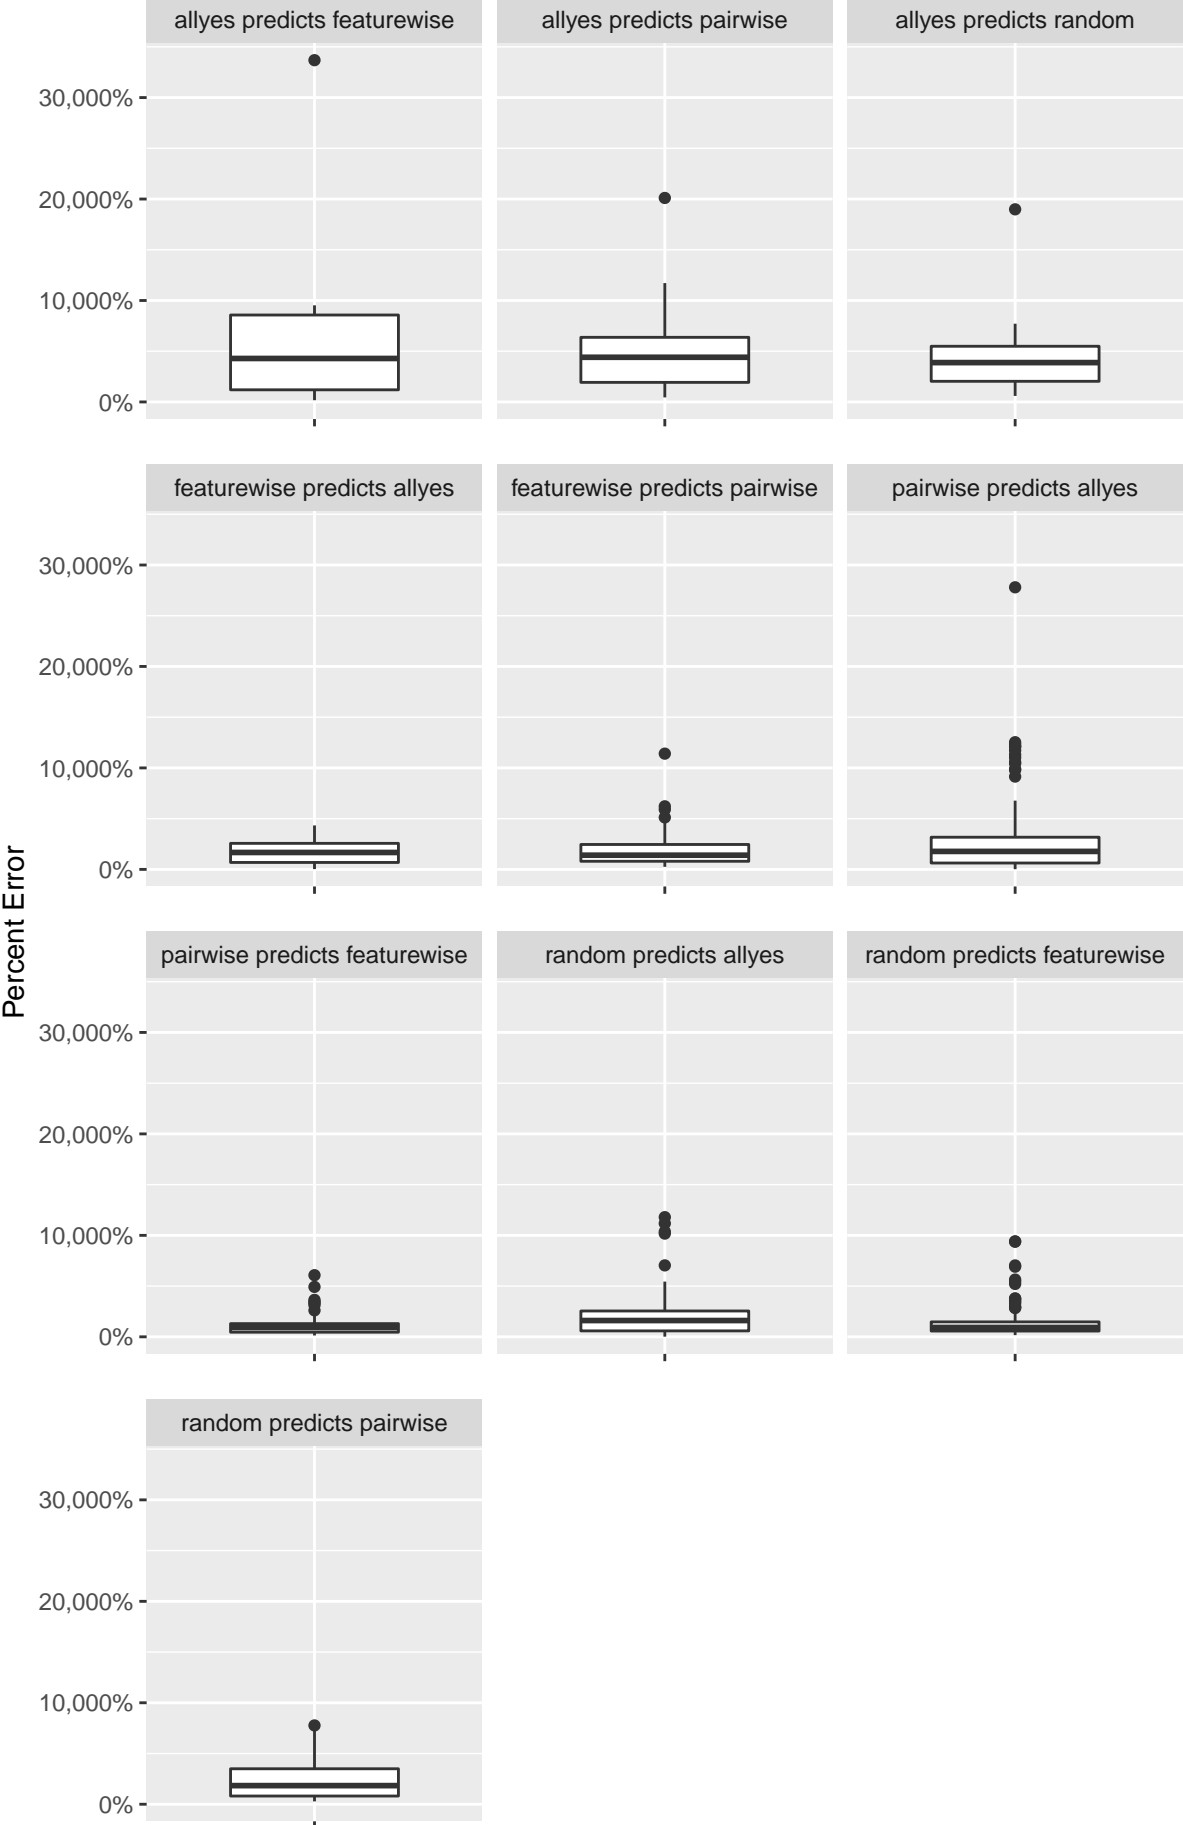 allyes predicts featurewise
allyes predicts pairwise
allyes predicts random
30,000%
20,000%
10,000%
0%
featurewise predicts allyes
featurewise predicts pairwise
pairwise predicts allyes
30,000%
20,000%
10,000%
0%
Percent Error
pairwise predicts featurewise
random predicts allyes
random predicts featurewise
30,000%
20,000%
10,000%
0%
random predicts pairwise
30,000%
20,000%
10,000%
0%